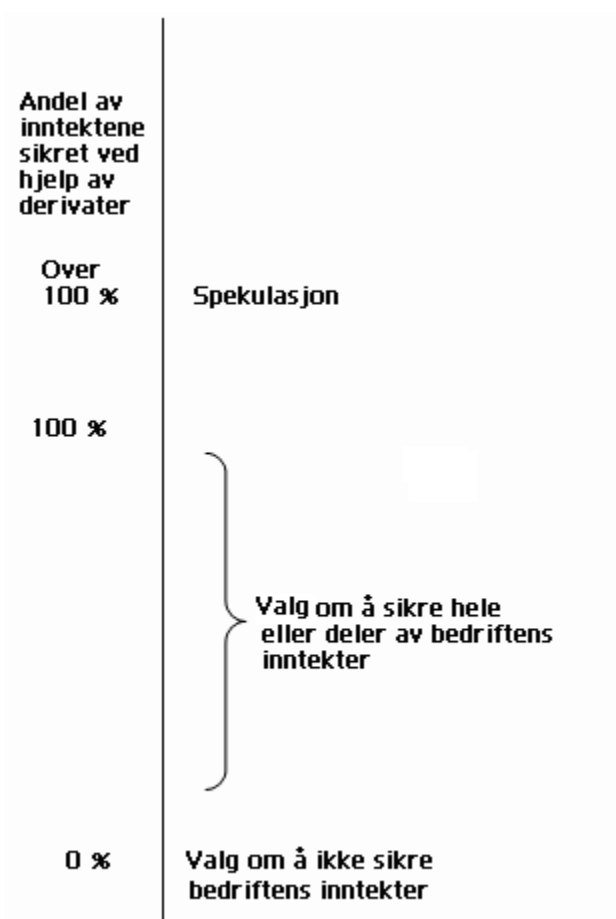 Andel av
inntektene
sikret ved
hjelp av
derivater
Over
100 %
Spekulasjon
100 %
Valg om å sikre hele
eller deler av bedriftens
inntekter
0 %
Valg om å ikke sikre
bedriftens inntekter